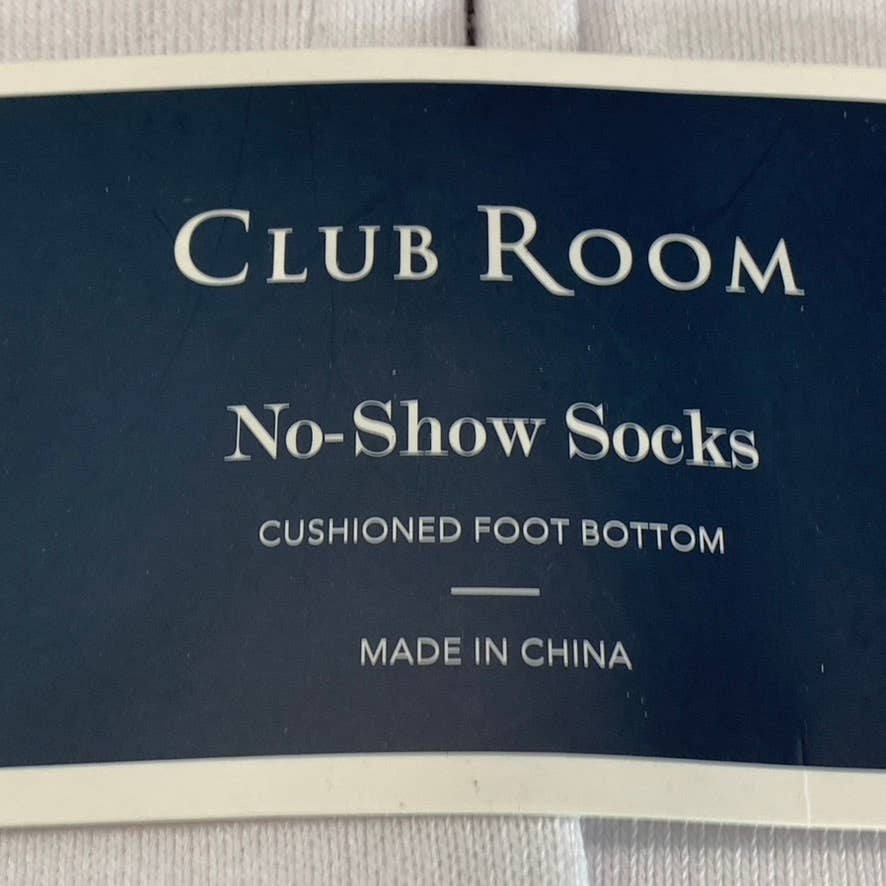 CLUB ROOM
No-Show Socks
CUSHIONED FOOT BOTTOM
MADE IN CHINA